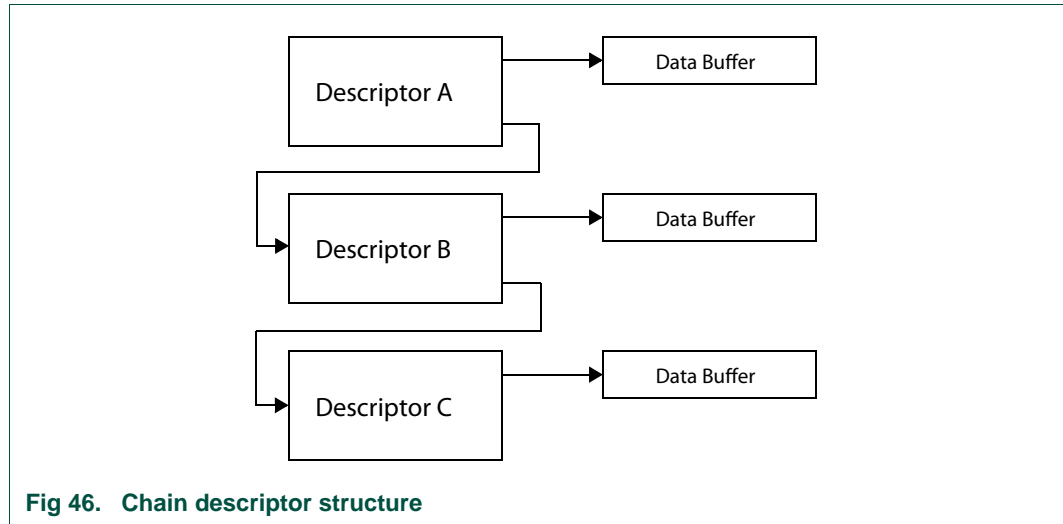 Descriptor A
Data Buffer
Descriptor B
Data Buffer
Descriptor C
Data Buffer
Fig 46. Chain descriptor structure